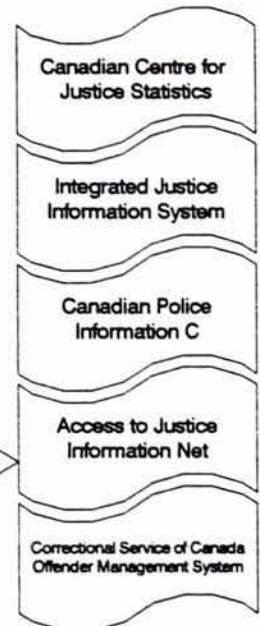 Canadian Centre for
Justice Statistics
Integrated Justice
Information System
Canadian Police
Information C
Access to Justice
Information Net
Correctional Service of Canada
Offender Management System